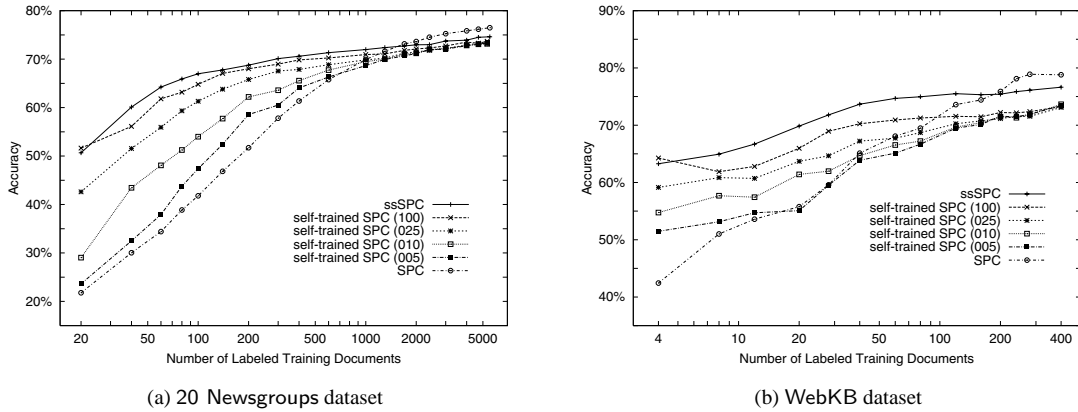 80%
70%
60%
50%
40%
30%
20%
Accuracy
ssSPC
self-trained SPC (100)
self-trained SPC (025)
self-trained SPC (010)
self-trained SPC (005)
SPC
20 50 100 200 500 1000 2000 5000
Number of Labeled Training Documents
(a) 20 Newsgroups dataset
90%
80%
70%
60%
50%
40%
Accuracy
ssSPC
self-trained SPC (100)
self-trained SPC (025)
self-trained SPC (010)
self-trained SPC (005)
SPC
4 10 20 40 100 200 400
Number of Labeled Training Documents
(b) WebKB dataset